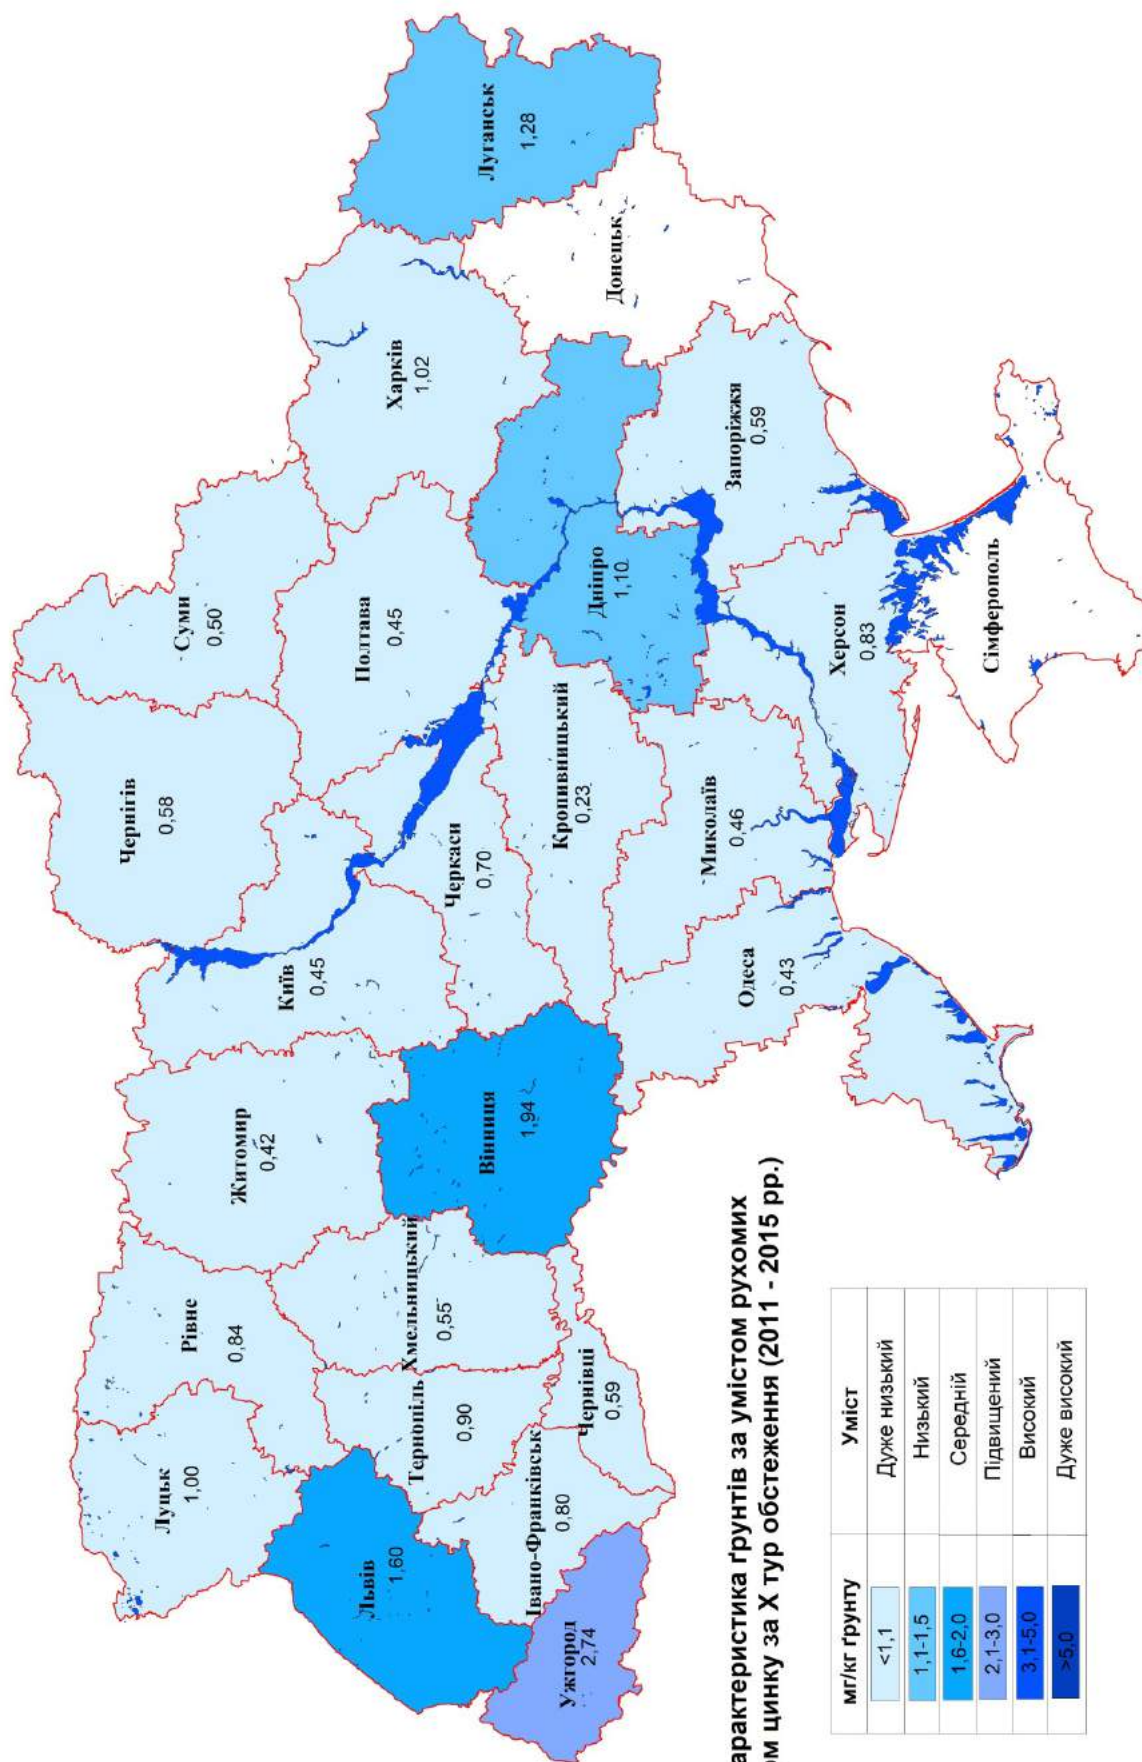 Луцьк
1,00
Рівне
0,84
Житомир
0,42
Київ
0,45
Чернігів
0,58
Суми
0,50
Львів
1,60
Тернопіль
0,90
Хмельницький
0,55
Вінниця
1,94
Черкаси
0,70
Полтава
0,45
Харків
1,02
Луганськ
1,28
Ужгород
2,74
Івано-Франківськ
0,80
Чернівці
0,59
Кропивницький
0,23
Дніпро
1,10
Донецьк
Одеса
0,43
Миколаїв
0,46
Херсон
0,83
Запоріжжя
0,59
Сімферополь
арактеристика ґрунтів за умістом рухомих
ом цинку за X тур обстеження (2011 - 2015 рр.)
мг/кг ґрунту Уміст
<1,1 Дуже низький
1,1-1,5 Низький
1,6-2,0 Середній
2,1-3,0 Підвищений
3,1-5,0 Високий
>5,0 Дуже високий